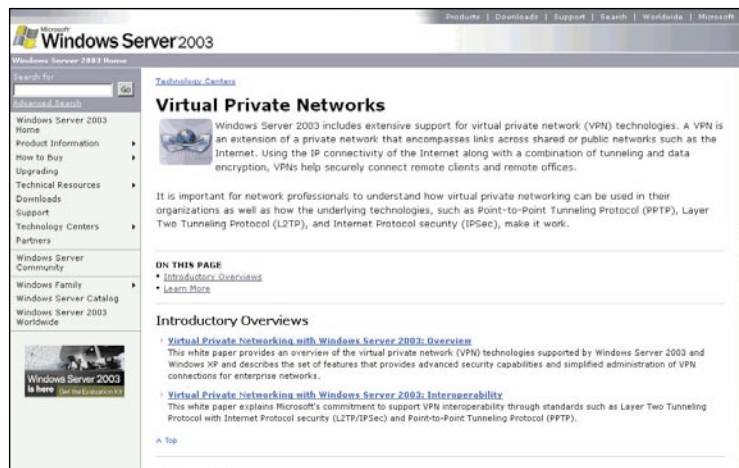 Products | Downloads | Support | Search | Worldwide | Microsoft
Microsoft
Windows Server 2003
Windows Server 2003 Home
Search for
Go
Advanced Search
Windows Server 2003
Home
Product Information
How to Buy
Upgrading
Technical Resources
Downloads
Support
Technology Centers
Partners
Windows Server
Community
Windows Family
Windows Server Catalog
Windows Server 2003
Worldwide
Windows Server 2003
is here Get the Evaluation Kit
Technology Centers
Virtual Private Networks
Windows Server 2003 includes extensive support for virtual private network (VPN) technologies. A VPN is
an extension of a private network that encompasses links across shared or public networks such as the
Internet. Using the IP connectivity of the Internet along with a combination of tunneling and data
encryption, VPNs help securely connect remote clients and remote offices.
It is important for network professionals to understand how virtual private networking can be used in their
organizations as well as how the underlying technologies, such as Point-to-Point Tunneling Protocol (PPTP), Layer
Two Tunneling Protocol (L2TP), and Internet Protocol security (IPSec), make it work.
ON THIS PAGE
• Introductory Overviews
• Learn More
Introductory Overviews
Virtual Private Networking with Windows Server 2003: Overview
This white paper provides an overview of the virtual private network (VPN) technologies supported by Windows Server 2003 and
Windows XP and describes the set of features that provides advanced security capabilities and simplified administration of VPN
connections for enterprise networks.
Virtual Private Networking with Windows Server 2003: Interoperability
This white paper explains Microsoft's commitment to support VPN interoperability through standards such as Layer Two Tunneling
Protocol with Internet Protocol security (L2TP/IPSec) and Point-to-Point Tunneling Protocol (PPTP).
Top